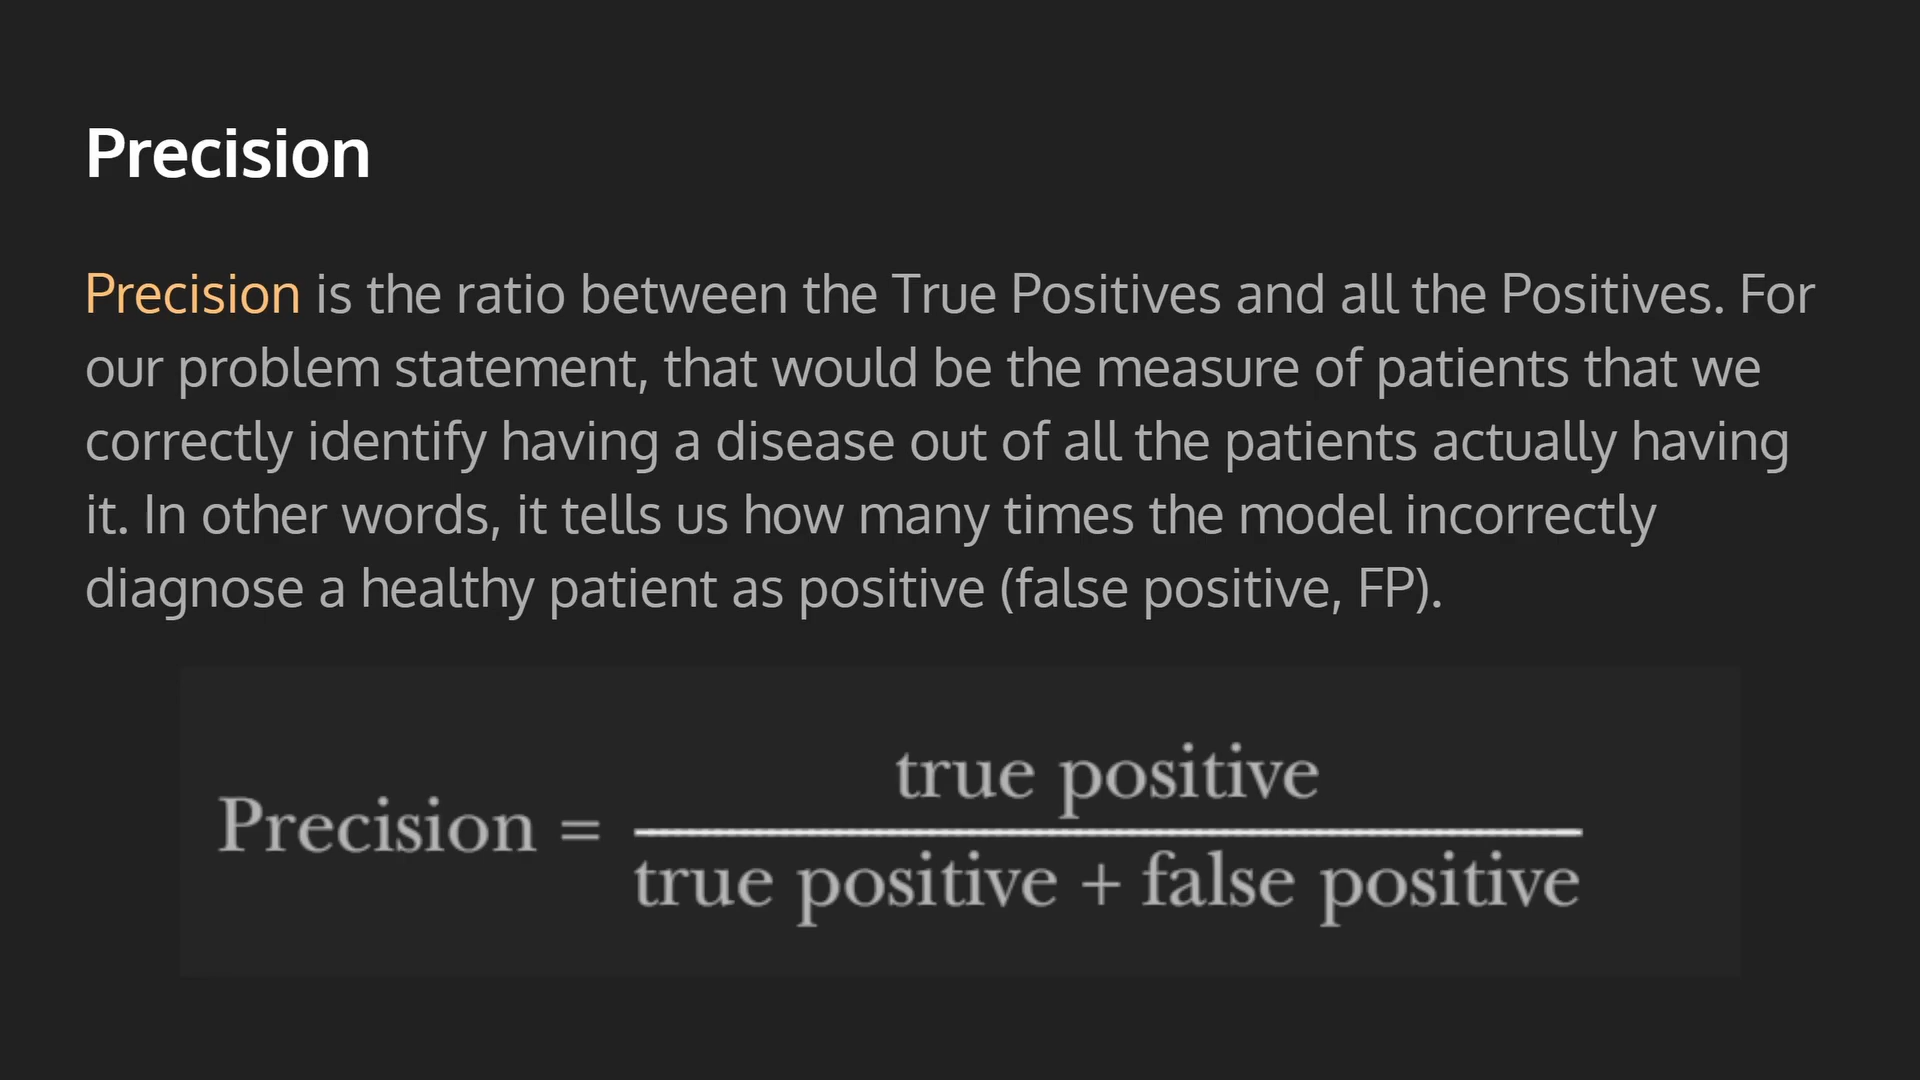 Precision
Precision is the ratio between the True Positives and all the Positives. For
our problem statement, that would be the measure of patients that we
correctly identify having a disease out of all the patients actually having
it. In other words, it tells us how many times the model incorrectly
diagnose a healthy patient as positive (false positive, FP).
true positive
Precision =
true positive + false positive